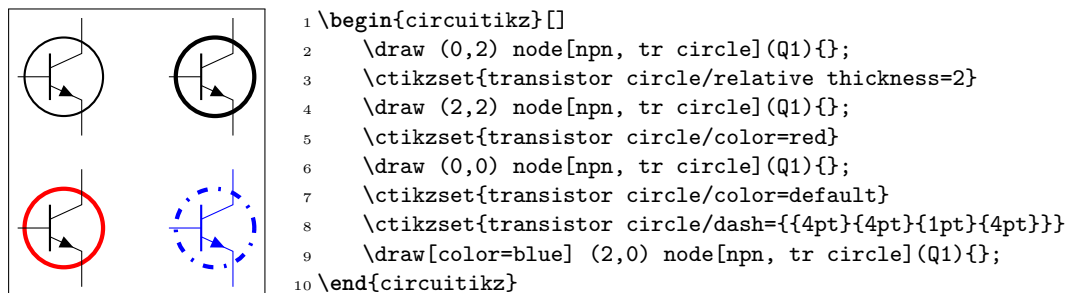 1 \begin{circuitikz}[]
2     \draw (0,2) node[npn, tr circle](Q1){};
3     \ctikzset{transistor circle/relative thickness=2}
4     \draw (2,2) node[npn, tr circle](Q1){};
5     \ctikzset{transistor circle/color=red}
6     \draw (0,0) node[npn, tr circle](Q1){};
7     \ctikzset{transistor circle/color=default}
8     \ctikzset{transistor circle/dash={{4pt}{4pt}{1pt}{4pt}}}
9     \draw[color=blue] (2,0) node[npn, tr circle](Q1){};
10 \end{circuitikz}